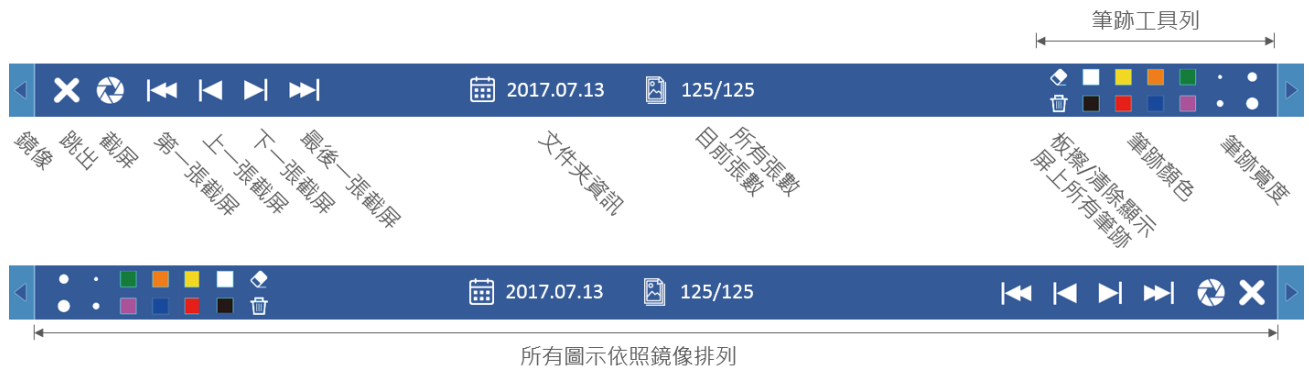 筆跡工具列
2017.07.13
125/125
鏡像
跳出
截屏
第一張截屏
上一張截屏
下一張截屏
最後一張截屏
文件夹資訊
目前張數
所有張數
板擦/清除顯示
屏上所有筆跡
筆跡顏色
筆跡寬度
2017.07.13
125/125
所有圖示依照鏡像排列